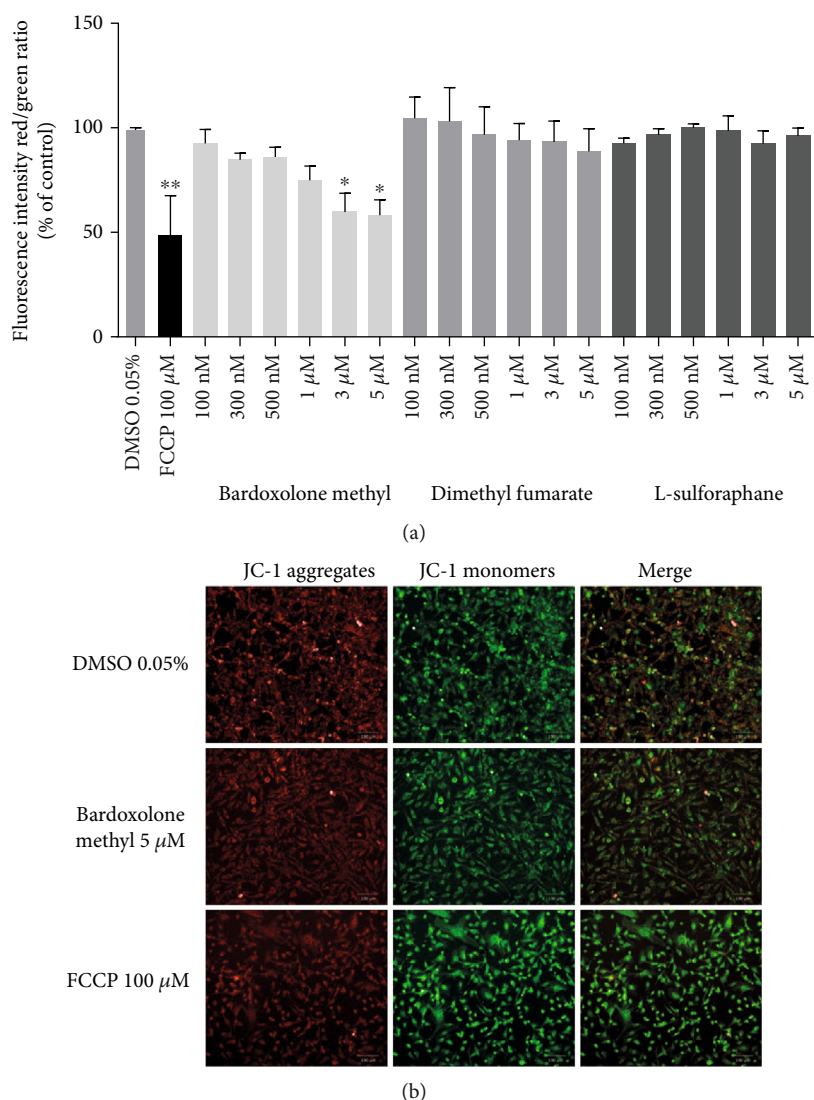 Fluorescence intensity red/green ratio
(% of control)
150
100
50
0
**
*
*
DMSO 0.05%
FCCP 100 μM
100 nM
300 nM
500 nM
1 μM
3 μM
5 μM
100 nM
300 nM
500 nM
1 μM
3 μM
5 μM
100 nM
300 nM
500 nM
1 μM
3 μM
5 μM
Bardoxolone methyl
Dimethyl fumarate
L-sulforaphane
(a)
JC-1 aggregates
JC-1 monomers
Merge
DMSO 0.05%
Bardoxolone
methyl 5 μM
FCCP 100 μM
(b)